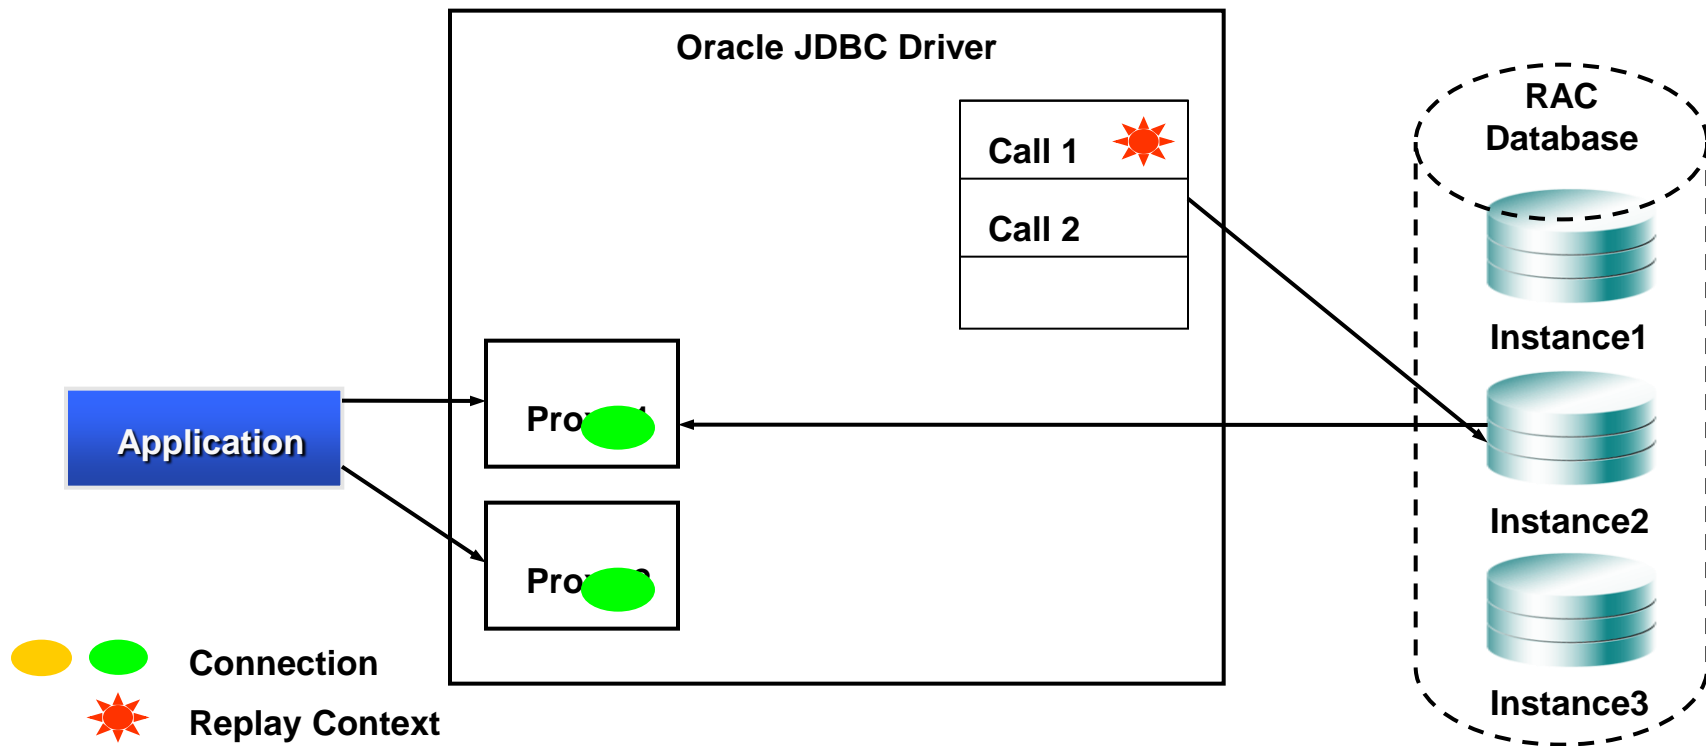 Oracle JDBC Driver
RAC
Database
Call 1
Call 2
Instance1
Application
Instance2
Connection
Instance3
Replay Context